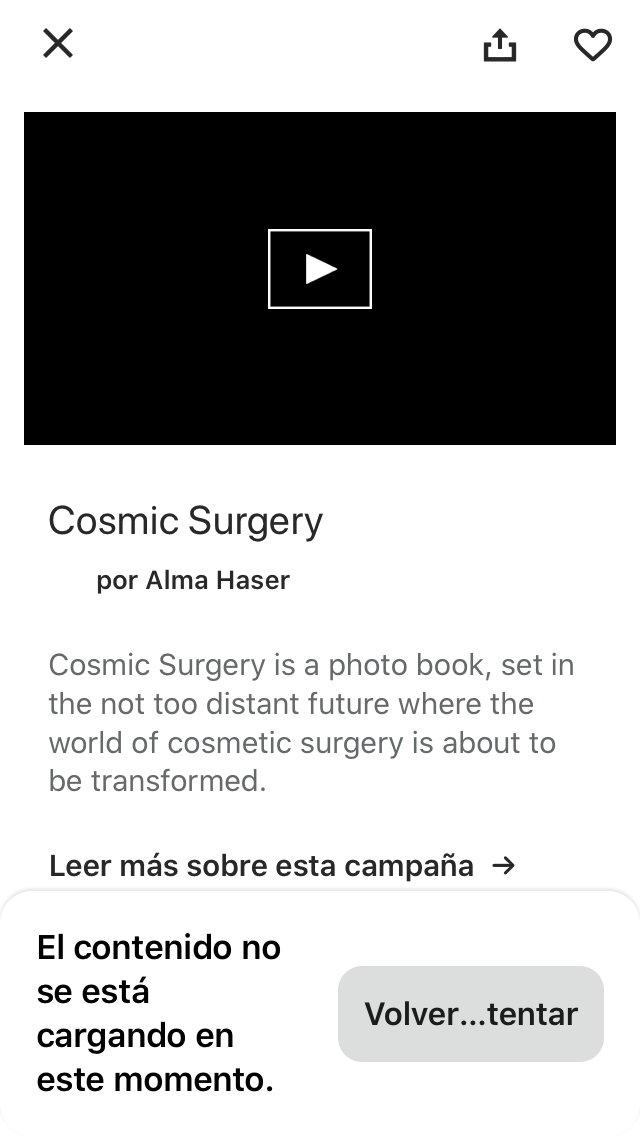 Cosmic Surgery
por Alma Haser
Cosmic Surgery is a photo book, set in
the not too distant future where the
world of cosmetic surgery is about to
be transformed.
Leer más sobre esta campaña →
El contenido no
se está
cargando en
este momento.
Volver...tentar